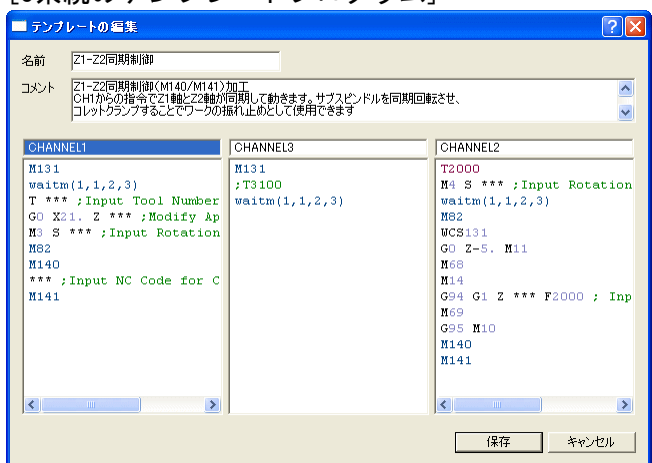 テンプレートの編集
名前
Z1-Z2同期制御
コメント
Z1-Z2同期制御(M140/M141)加工
CH1からの指令でZ1軸とZ2軸が同期して動きます。サブスピンドルを同期回転させ、
コレットクランプすることでワークの振れ止めとして使用できます
CHANNEL1
M131
waitm(1,1,2,3)
T *** ;Input Tool Number
G0 X21. Z *** ;Modify Ap
M3 S *** ;Input Rotation
M82
M140
*** ;Input NC Code for C
M141
CHANNEL3
M131
;T3100
waitm(1,1,2,3)
CHANNEL2
T2000
M4 S *** ;Input Rotation
waitm(1,1,2,3)
M82
WCS131
G0 Z-5. M11
M68
M14
G94 G1 Z *** F2000 ; Inp
M69
G95 M10
M140
M141
保存
キャンセル